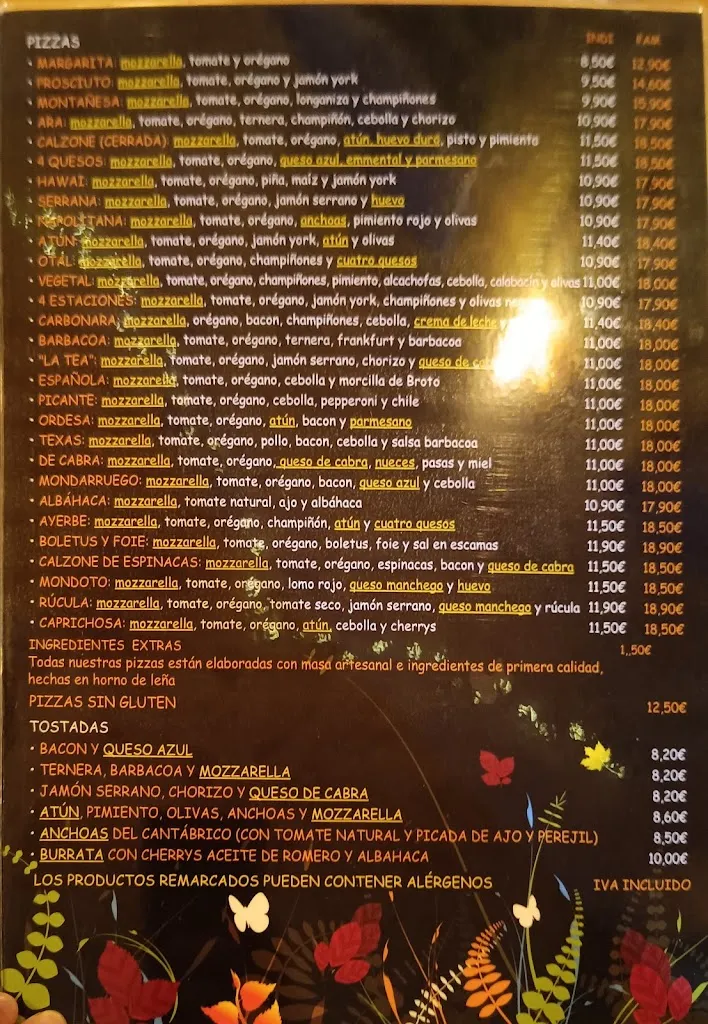 PIZZAS INDI FAM
• MARGARITA: mozzarella, tomate y orégano 8,50€ 12,90€
• PROSCIUTO: mozzarella, tomate, orégano y jamón york 9,50€ 14,60€
• MONTAÑESA: mozzarella, tomate, orégano, longaniza y champiñones 9,90€ 15,90€
• ARA: mozzarella, tomate, orégano, ternera, champiñón, cebolla y chorizo 10,90€ 17,90€
• CALZONE (CERRADA): mozzarella, tomate, orégano, atún, huevo duro, pisto y pimiento 11,50€ 18,50€
• 4 QUESOS: mozzarella, tomate, orégano, queso azul, emmental y parmesano 11,50€ 18,50€
• HAWAI: mozzarella, tomate, orégano, piña, maíz y jamón york 10,90€ 17,90€
• SERRANA: mozzarella, tomate, orégano, jamón serrano y huevo 10,90€ 17,90€
• NAPOLITANA: mozzarella, tomate, orégano, anchoas, pimiento rojo y olivas 10,90€ 17,90€
• ATÚN: mozzarella, tomate, orégano, jamón york, atún y olivas 11,40€ 18,40€
• OTAL: mozzarella, tomate, orégano, champiñones y cuatro quesos 10,90€ 17,90€
• VEGETAL: mozzarella, tomate, orégano, champiñones, pimiento, alcachofas, cebolla, calabacín y olivas 11,00€ 18,00€
• 4 ESTACIONES: mozzarella, tomate, orégano, jamón york, champiñones y olivas 10,90€ 17,90€
• CARBONARA: mozzarella, orégano, bacon, champiñones, cebolla, crema de leche 11,40€ 18,40€
• BARBACOA: mozzarella, tomate, orégano, ternera, frankfurt y barbacoa 11,00€ 18,00€
• "LA TEA": mozzarella, tomate, orégano, jamón serrano, chorizo y queso de 11,00€ 18,00€
• ESPAÑOLA: mozzarella, tomate, orégano, cebolla y morcilla de Broto 11,00€ 18,00€
• PICANTE: mozzarella, tomate, orégano, cebolla, pepperoni y chile 11,00€ 18,00€
• ORDESA: mozzarella, tomate, orégano, atún, bacon y parmesano 11,00€ 18,00€
• TEXAS: mozzarella, tomate, orégano, pollo, bacon, cebolla y salsa barbacoa 11,00€ 18,00€
• DE CABRA: mozzarella, tomate, orégano, queso de cabra, nueces, pasas y miel 11,00€ 18,00€
• MONDARRUEGO: mozzarella, tomate, orégano, bacon, queso azul y cebolla 11,00€ 18,00€
• ALBÁHACA: mozzarella, tomate natural, ajo y albáhaca 10,90€ 17,90€
• AYERBE: mozzarella, tomate, orégano, champiñón, atún y cuatro quesos 11,50€ 18,50€
• BOLETUS Y FOIE: mozzarella, tomate, orégano, boletus, foie y sal en escamas 11,90€ 18,90€
• CALZONE DE ESPINACAS: mozzarella, tomate, orégano, espinacas, bacon y queso de cabra 11,50€ 18,50€
• MONDOTO: mozzarella, tomate, orégano, lomo rojo, queso manchego y huevo 11,50€ 18,50€
• RÚCULA: mozzarella, tomate, orégano, tomate seco, jamón serrano, queso manchego y rúcula 11,90€ 18,90€
• CAPRICHOSA: mozzarella, tomate, orégano, atún, cebolla y cherrys 11,50€ 18,50€
INGREDIENTES EXTRAS 1,,50€
Todas nuestras pizzas están elaboradas con masa artesanal e ingredientes de primera calidad,
hechas en horno de leña
PIZZAS SIN GLUTEN 12,50€
TOSTADAS
• BACON Y QUESO AZUL 8,20€
• TERNERA, BARBACOA Y MOZZARELLA 8,20€
• JAMÓN SERRANO, CHORIZO Y QUESO DE CABRA 8,20€
• ATÚN, PIMIENTO, OLIVAS, ANCHOAS Y MOZZARELLA 8,60€
• ANCHOAS DEL CANTÁBRICO (CON TOMATE NATURAL Y PICADA DE AJO Y PEREJIL) 8,50€
• BURRATA CON CHERRYS ACEITE DE ROMERO Y ALBAHACA 10,00€
LOS PRODUCTOS REMARCADOS PUEDEN CONTENER ALÉRGENOS IVA INCLUIDO